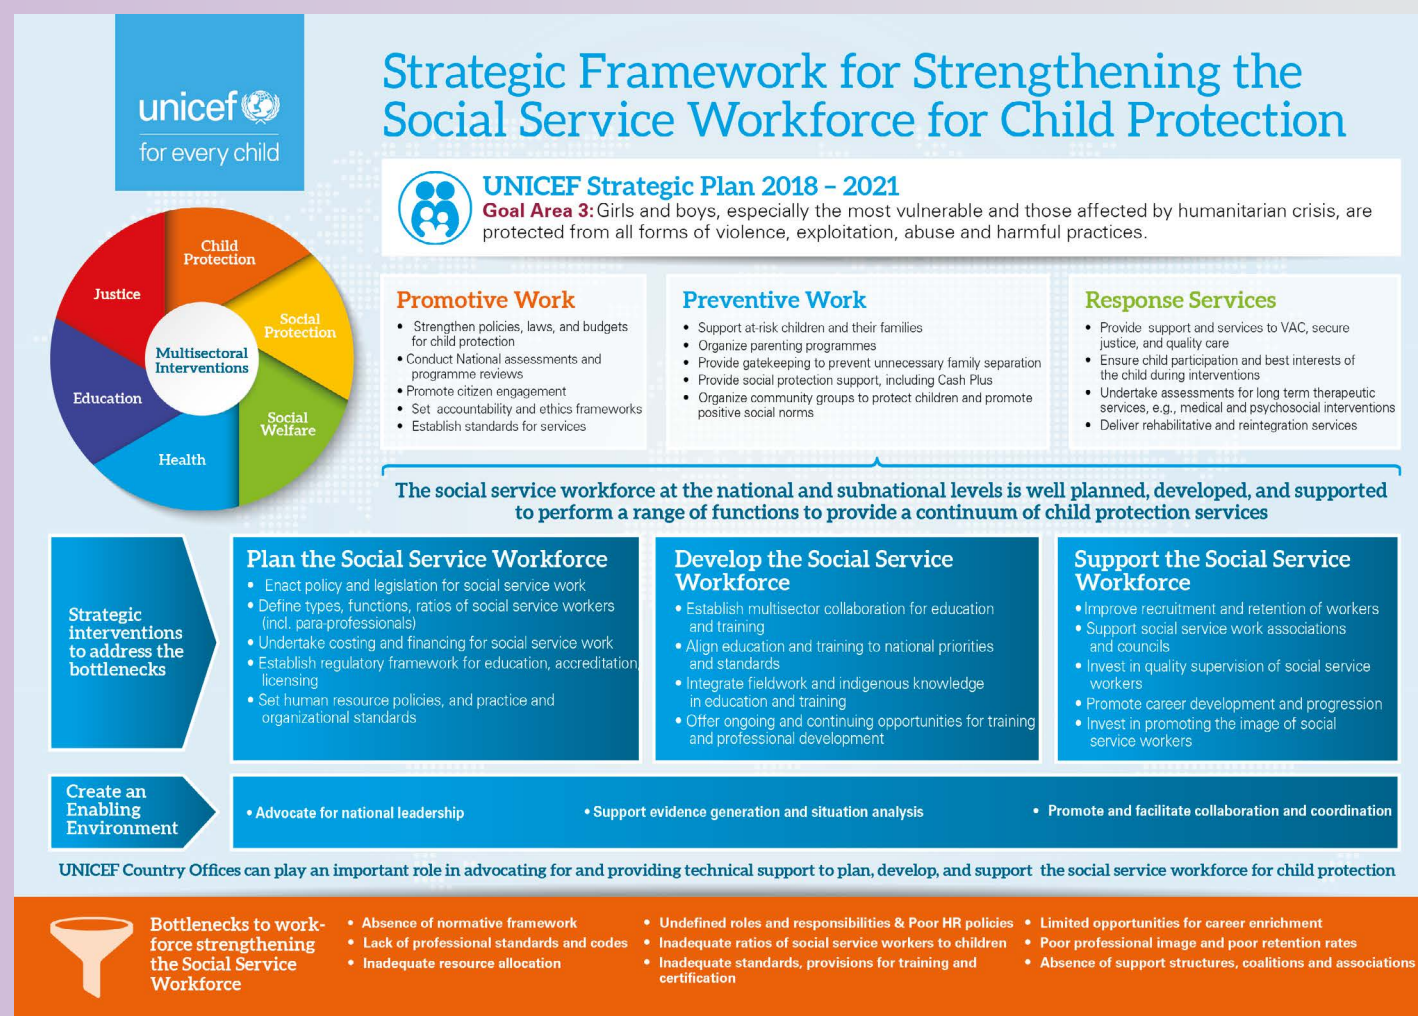 unicef
for every child
Strategic Framework for Strengthening the
Social Service Workforce for Child Protection
UNICEF Strategic Plan 2018 – 2021
Goal Area 3: Girls and boys, especially the most vulnerable and those affected by humanitarian crisis, are
protected from all forms of violence, exploitation, abuse and harmful practices.
Child
Protection
Social
Protection
Social
Welfare
Health
Education
Justice
Multisectoral
Interventions
Promotive Work
• Strengthen policies, laws, and budgets
for child protection
• Conduct National assessments and
programme reviews
• Promote citizen engagement
• Set accountability and ethics frameworks
• Establish standards for services
Preventive Work
• Support at-risk children and their families
• Organize parenting programmes
• Provide gatekeeping to prevent unnecessary family separation
• Provide social protection support, including Cash Plus
• Organize community groups to protect children and promote
positive social norms
Response Services
• Provide support and services to VAC, secure
justice, and quality care
• Ensure child participation and best interests of
the child during interventions
• Undertake assessments for long term therapeutic
services, e.g., medical and psychosocial interventions
• Deliver rehabilitative and reintegration services
The social service workforce at the national and subnational levels is well planned, developed, and supported
to perform a range of functions to provide a continuum of child protection services
Strategic
interventions
to address the
bottlenecks
Plan the Social Service Workforce
• Enact policy and legislation for social service work
• Define types, functions, ratios of social service workers
(incl. para-professionals)
• Undertake costing and financing for social service work
• Establish regulatory framework for education, accreditation,
licensing
• Set human resource policies, and practice and
organizational standards
Develop the Social Service
Workforce
• Establish multisector collaboration for education
and training
• Align education and training to national priorities
and standards
• Integrate fieldwork and indigenous knowledge
in education and training
• Offer ongoing and continuing opportunities for training
and professional development
Support the Social Service
Workforce
• Improve recruitment and retention of workers
• Support social service work associations
and councils
• Invest in quality supervision of social service
workers
• Promote career development and progression
• Invest in promoting the image of social
service workers
Create an
Enabling
Environment
• Advocate for national leadership
• Support evidence generation and situation analysis
• Promote and facilitate collaboration and coordination
UNICEF Country Offices can play an important role in advocating for and providing technical support to plan, develop, and support the social service workforce for child protection
Bottlenecks to work-
force strengthening
the Social Service
Workforce
• Absence of normative framework
• Lack of professional standards and codes
• Inadequate resource allocation
• Undefined roles and responsibilities & Poor HR policies
• Inadequate ratios of social service workers to children
• Inadequate standards, provisions for training and
certification
• Limited opportunities for career enrichment
• Poor professional image and poor retention rates
• Absence of support structures, coalitions and associations